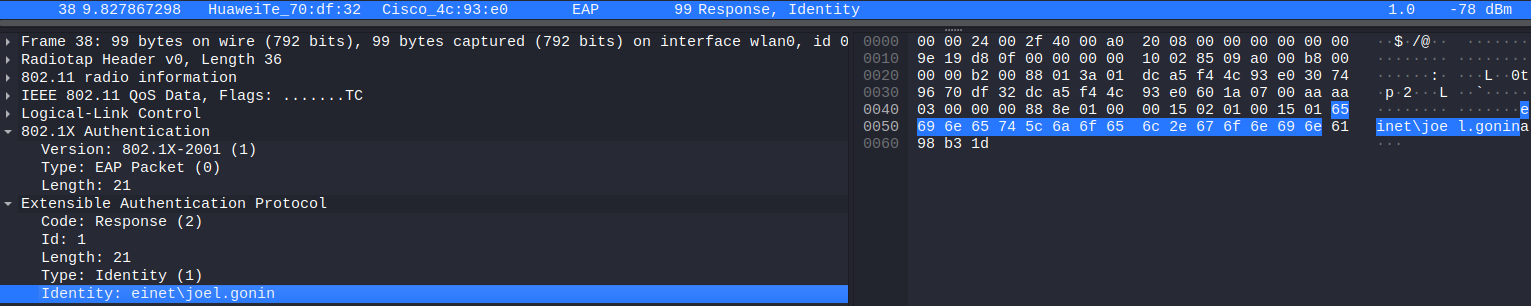 38 9.827867298 HuaweiTe_70:df:32 Cisco_4c:93:e0 EAP 99 Response, Identity 1.0 -78 dBm
Frame 38: 99 bytes on wire (792 bits), 99 bytes captured (792 bits) on interface wlan0, id 0
Radiotap Header v0, Length 36
802.11 radio information
IEEE 802.11 QoS Data, Flags: .......TC
Logical-Link Control
802.1X Authentication
Version: 802.1X-2001 (1)
Type: EAP Packet (0)
Length: 21
Extensible Authentication Protocol
Code: Response (2)
Id: 1
Length: 21
Type: Identity (1)
Identity: einet\joel.gonin
0000 00 00 24 00 2f 40 00 a0 20 08 00 00 00 00 00 00 ··$·/@·· ········
0010 9e 19 d8 0f 00 00 00 00 10 02 85 09 a0 00 b8 00 ········ ········
0020 00 00 b2 00 88 01 3a 01 dc a5 f4 4c 93 e0 30 74 ······:· ···L··0t
0030 96 70 df 32 dc a5 f4 4c 93 e0 60 1a 07 00 aa aa ·p·2···L ··`·····
0040 03 00 00 00 88 8e 01 00 00 15 02 01 00 15 01 65 ········ ·······e
0050 69 6e 65 74 5c 6a 6f 65 6c 2e 67 6f 6e 69 6e 61 inet\joe l.gonina
0060 98 b3 1d ···